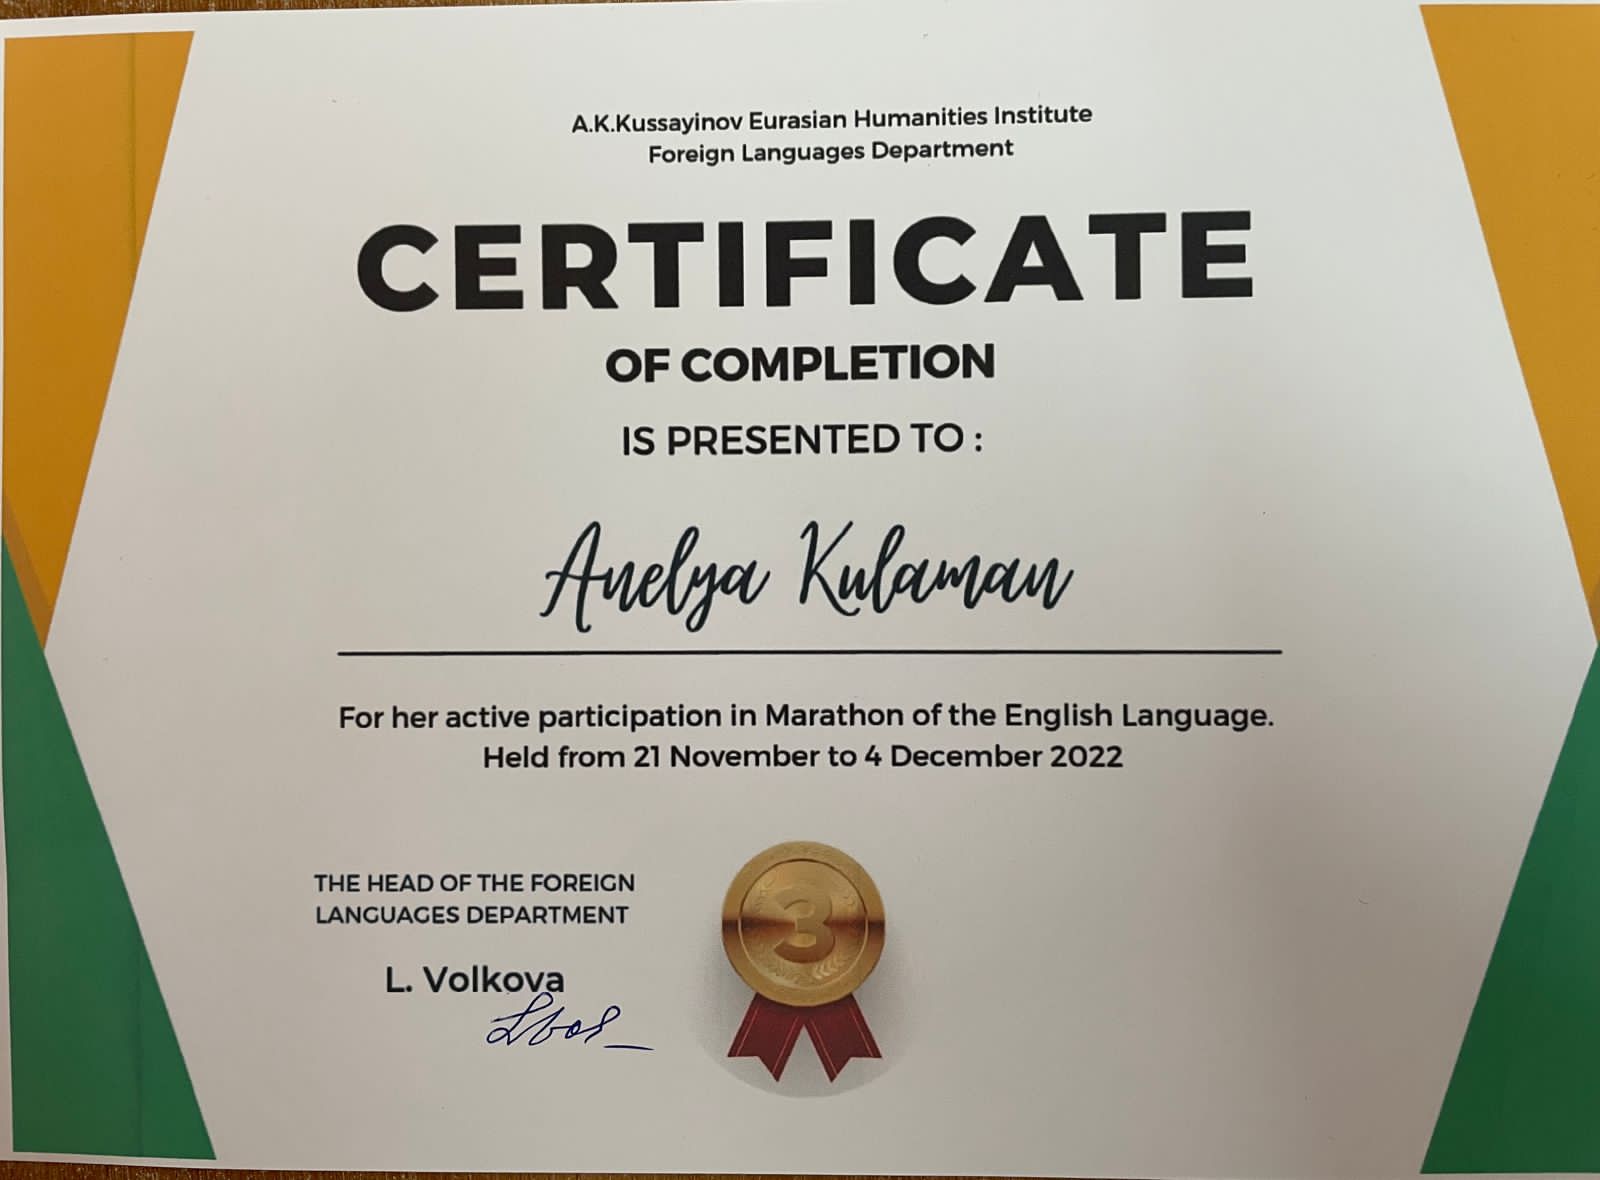 A.K.Kussayinov Eurasian Humanities Institute
Foreign Languages Department
CERTIFICATE
OF COMPLETION
IS PRESENTED TO :
Anelya Kulaman
For her active participation in Marathon of the English Language.
Held from 21 November to 4 December 2022
THE HEAD OF THE FOREIGN
LANGUAGES DEPARTMENT
L. Volkova
3